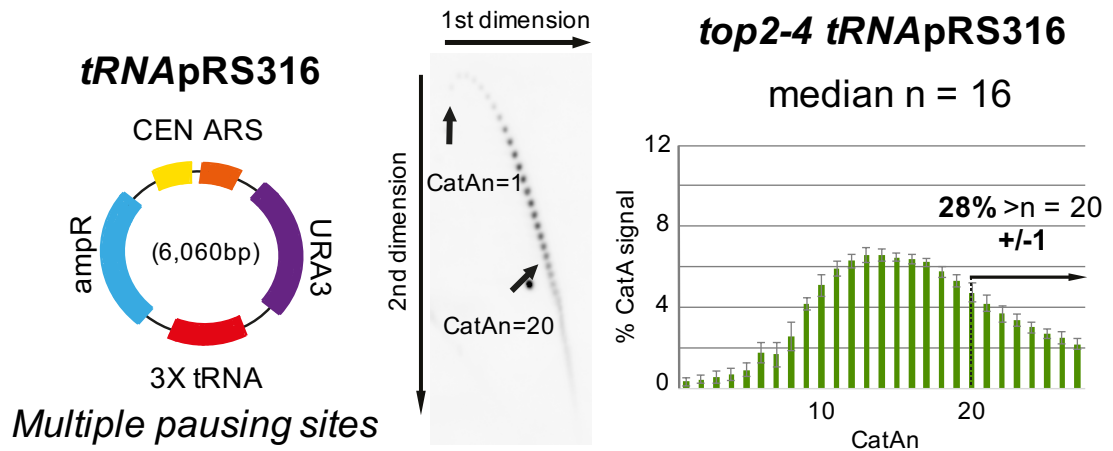 tRNApRS316
CEN ARS
ampR
(6,060bp)
URA3
3X tRNA
Multiple pausing sites
1st dimension
2nd dimension
CatAn=1
CatAn=20
top2-4 tRNApRS316
median n = 16
% CatA signal
12
8
4
0
28% >n = 20
+/-1
10
20
CatAn